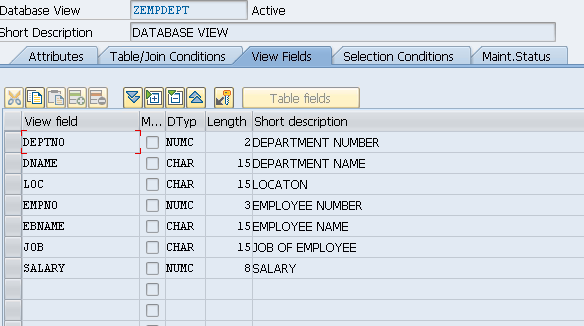 Database View ZEMPDEPT Active
Short Description DATABASE VIEW
Attributes Table/Join Conditions View Fields Selection Conditions Maint.Status
Table fields
View field M... DTyp Length Short description
DEPTNO NUMC 2 DEPARTMENT NUMBER
DNAME CHAR 15 DEPARTMENT NAME
LOC CHAR 15 LOCATON
EMPNO NUMC 3 EMPLOYEE NUMBER
EBNAME CHAR 15 EMPLOYEE NAME
JOB CHAR 15 JOB OF EMPLOYEE
SALARY NUMC 8 SALARY